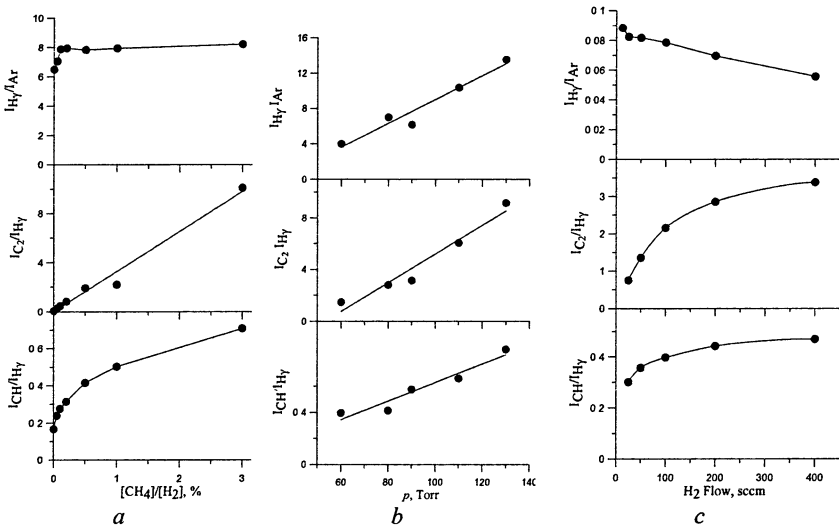 10
8
6
4
2
0
I_Hγ/I_Ar
10
8
4
0
I_C2/I_Hγ
0 6
0 4
0 2
0
I_CH/I_Hγ
0 1 2 3
[CH4]/[H2], %
a
16
12
8
4
0
I_Hγ I_Ar
8
4
0
I_C2 I_Hγ
0 4
0
I_CH I_Hγ
60 80 100 120 14(
p, Torr
b
0 1
0 08
0 06
0 04
0 02
0
I_Hγ/I_Ar
3
2
1
0
I_C2/I_Hγ
0 4
0 2
0
I_CH/I_Hγ
0 100 200 300 400
H2 Flow, sccm
c